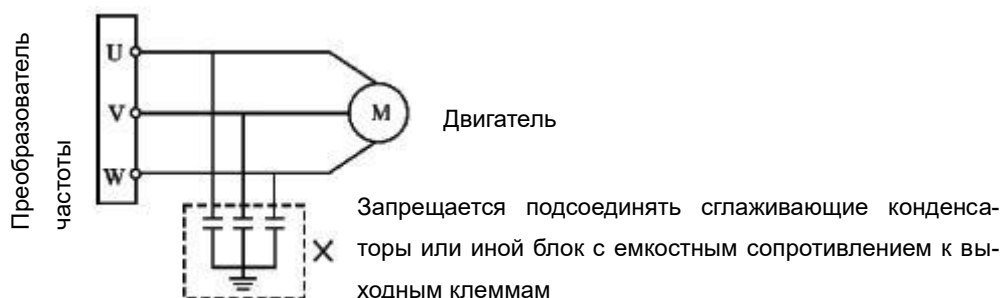 Преобразователь
частоты
U
V
W
M
Двигатель
Запрещается подсоединять сглаживающие конденса-
торы или иной блок с емкостным сопротивлением к вы-
ходным клеммам